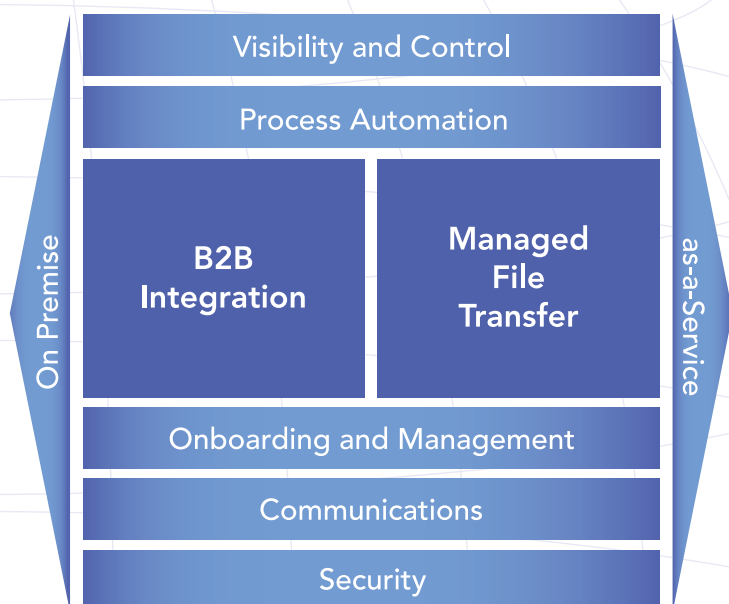 Visibility and Control
Process Automation
On Premise
B2B
Integration
Managed
File
Transfer
as-a-Service
Onboarding and Management
Communications
Security